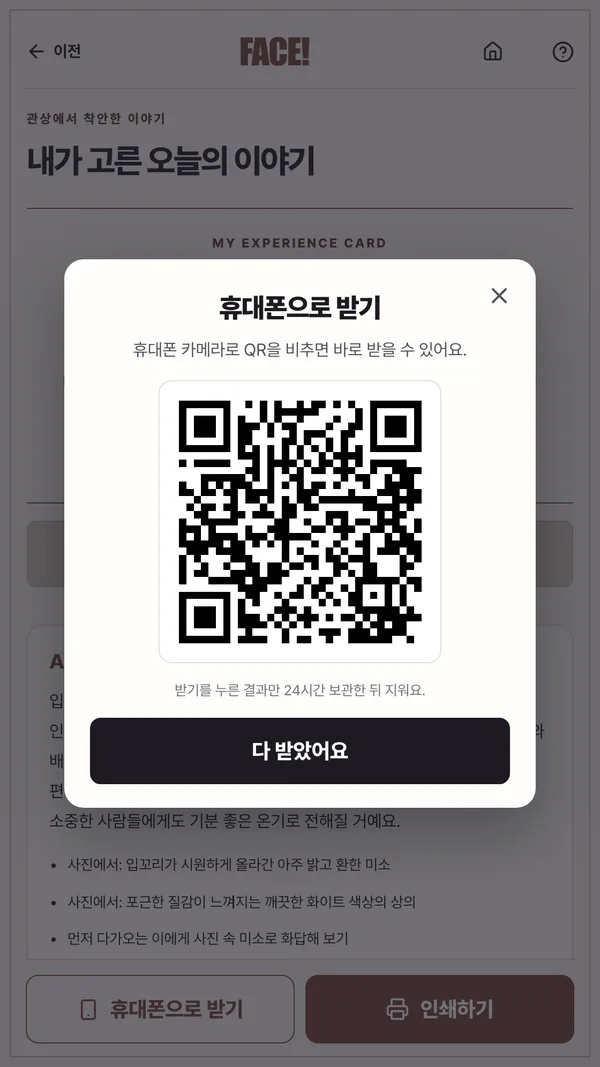 이전
FACE!
관상에서 착안한 이야기
내가 고른 오늘의 이야기
MY EXPERIENCE CARD
휴대폰으로 받기
휴대폰 카메라로 QR을 비추면 바로 받을 수 있어요.
받기를 누른 결과만 24시간 보관한 뒤 지워요.
다 받았어요
소중한 사람들에게도 기분 좋은 온기로 전해질 거예요.
사진에서: 입꼬리가 시원하게 올라간 아주 밝고 환한 미소
사진에서: 포근한 질감이 느껴지는 깨끗한 화이트 색상의 상의
먼저 다가오는 이에게 사진 속 미소로 화답해 보기
휴대폰으로 받기
인쇄하기